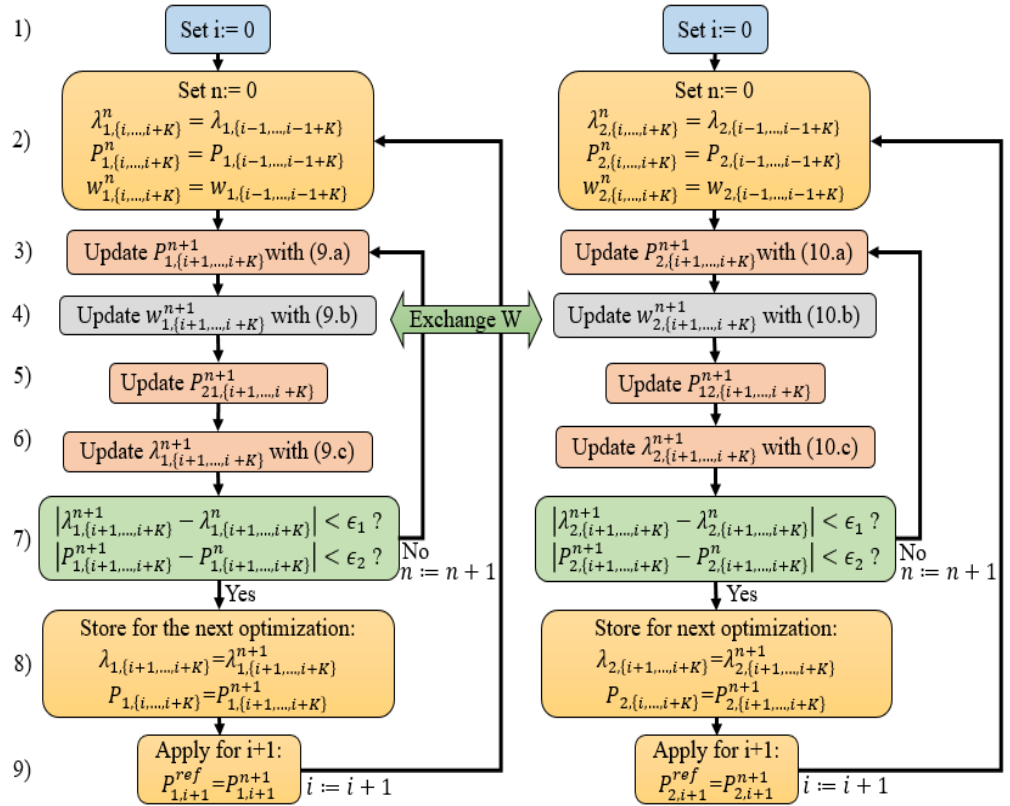 1)
Set i:= 0
Set i:= 0
2)
Set n:= 0
λ^n_{1,{i,…,i+K}} = λ_{1,{i−1,…,i−1+K}}
P^n_{1,{i,…,i+K}} = P_{1,{i−1,…,i−1+K}}
w^n_{1,{i,…,i+K}} = w_{1,{i−1,…,i−1+K}}
Set n:= 0
λ^n_{2,{i,…,i+K}} = λ_{2,{i−1,…,i−1+K}}
P^n_{2,{i,…,i+K}} = P_{2,{i−1,…,i−1+K}}
w^n_{2,{i,…,i+K}} = w_{2,{i−1,…,i−1+K}}
3)
Update P^{n+1}_{1,{i+1,…,i+K}} with (9.a)
Update P^{n+1}_{2,{i+1,…,i+K}} with (10.a)
4)
Update w^{n+1}_{1,{i+1,…,i+K}} with (9.b)
Exchange W
Update w^{n+1}_{2,{i+1,…,i+K}} with (10.b)
5)
Update P^{n+1}_{21,{i+1,…,i+K}}
Update P^{n+1}_{12,{i+1,…,i+K}}
6)
Update λ^{n+1}_{1,{i+1,…,i+K}} with (9.c)
Update λ^{n+1}_{2,{i+1,…,i+K}} with (10.c)
7)
|λ^{n+1}_{1,{i+1,…,i+K}} − λ^n_{1,{i+1,…,i+K}}| < ϵ_1 ?
|P^{n+1}_{1,{i+1,…,i+K}} − P^n_{1,{i+1,…,i+K}}| < ϵ_2 ?
No
n ≔ n + 1
Yes
|λ^{n+1}_{2,{i+1,…,i+K}} − λ^n_{2,{i+1,…,i+K}}| < ϵ_1 ?
|P^{n+1}_{2,{i+1,…,i+K}} − P^n_{2,{i+1,…,i+K}}| < ϵ_2 ?
No
n ≔ n + 1
Yes
8)
Store for the next optimization:
λ_{1,{i+1,…,i+K}}=λ^{n+1}_{1,{i+1,…,i+K}}
P_{1,{i,…,i+K}}=P^{n+1}_{1,{i+1,…,i+K}}
Store for next optimization:
λ_{2,{i+1,…,i+K}}=λ^{n+1}_{2,{i+1,…,i+K}}
P_{2,{i,…,i+K}}=P^{n+1}_{2,{i+1,…,i+K}}
9)
Apply for i+1:
P^{ref}_{1,i+1}=P^{n+1}_{1,i+1}
i ≔ i + 1
Apply for i+1:
P^{ref}_{2,i+1}=P^{n+1}_{2,i+1}
i ≔ i + 1